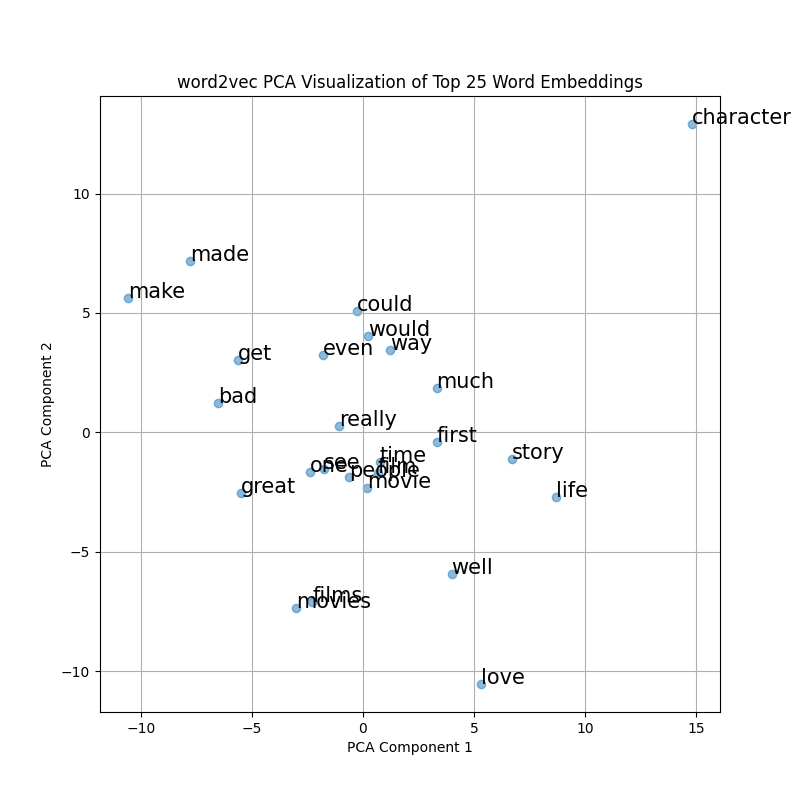 word2vec PCA Visualization of Top 25 Word Embeddings
character
10
made
make
could
5
would
way
even
get
much
bad
really
0
first
story
time
see
one
film
people
movie
great
life
−5
well
films
movies
love
−10
−10
−5
0
5
10
15
PCA Component 1
PCA Component 2